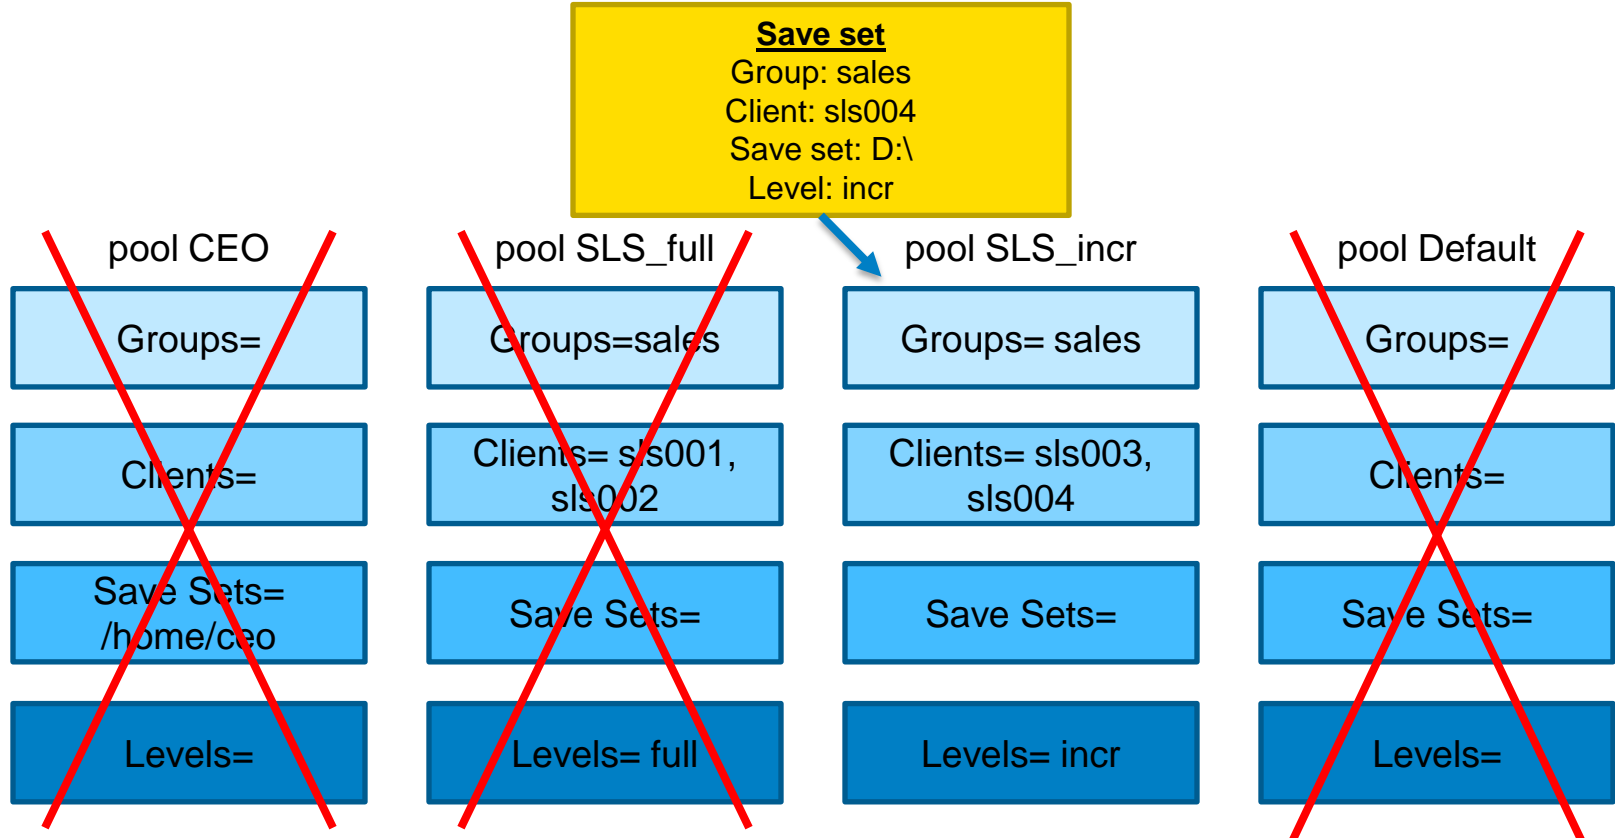 Save set
Group: sales
Client: sls004
Save set: D:\
Level: incr
pool CEO
Groups=
Clients=
Save Sets=
/home/ceo
Levels=
pool SLS_full
Groups=sales
Clients= sls001,
sls002
Save Sets=
Levels= full
pool SLS_incr
Groups= sales
Clients= sls003,
sls004
Save Sets=
Levels= incr
pool Default
Groups=
Clients=
Save Sets=
Levels=